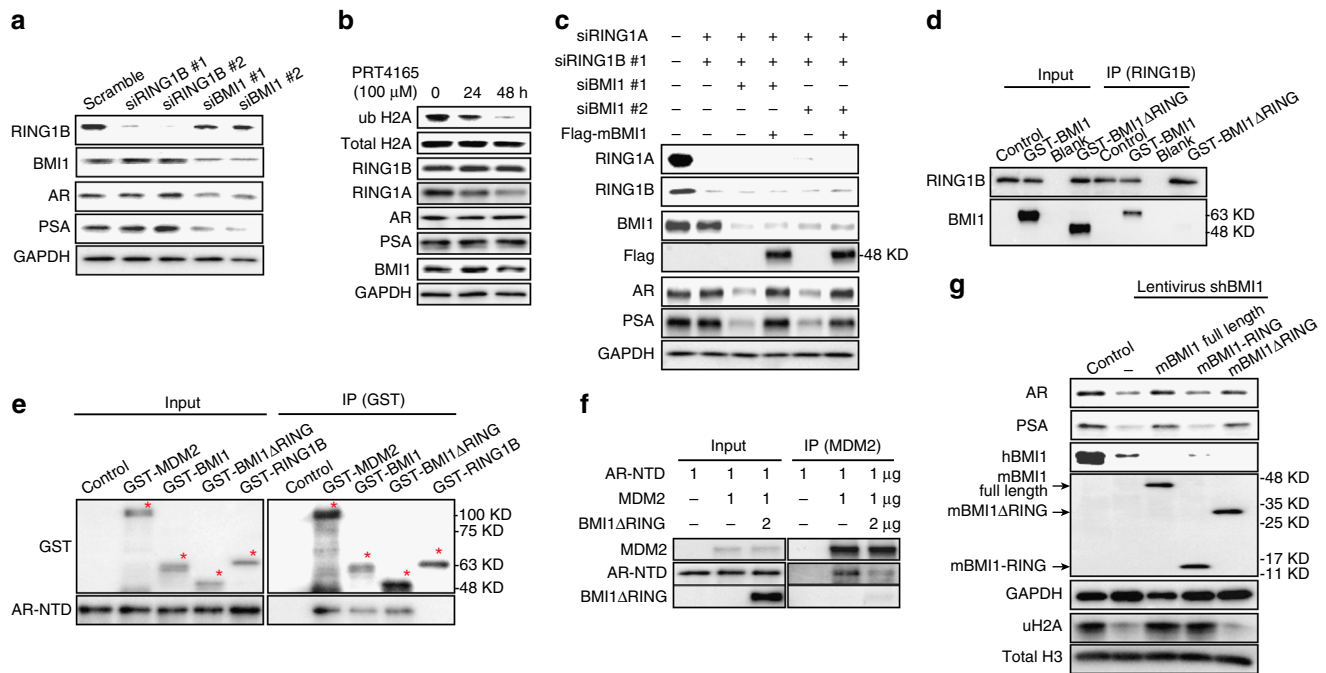 a
Scramble
siRING1B #1
siRING1B #2
siBMI1 #1
siBMI1 #2
RING1B
BMI1
AR
PSA
GAPDH
b
PRT4165
(100 μM) 0 24 48 h
ub H2A
Total H2A
RING1B
RING1A
AR
PSA
BMI1
GAPDH
c
siRING1A – + + + + +
siRING1B #1 – + + + + +
siBMI1 #1 – – + + – –
siBMI1 #2 – – – – + +
Flag-mBMI1 – – – + – +
RING1A
RING1B
BMI1
Flag -48 KD
AR
PSA
GAPDH
d
Input IP (RING1B)
Control
GST-BMI1
Blank
GST-BMI1ΔRING
Control
GST-BMI1
Blank
GST-BMI1ΔRING
RING1B
BMI1 -63 KD
-48 KD
e
Input IP (GST)
Control
GST-MDM2
GST-BMI1
GST-BMI1ΔRING
GST-RING1B
Control
GST-MDM2
GST-BMI1
GST-BMI1ΔRING
GST-RING1B
* * * * * * * *
GST
-100 KD
-75 KD
-63 KD
-48 KD
AR-NTD
f
Input IP (MDM2)
AR-NTD 1 1 1 1 1 1 μg
MDM2 – 1 1 – 1 1 μg
BMI1ΔRING – – 2 – – 2 μg
MDM2
AR-NTD
BMI1ΔRING
g
Lentivirus shBMI1
Control
–
mBMI1 full length
mBMI1-RING
mBMI1ΔRING
AR
PSA
hBMI1
mBMI1
full length
-48 KD
mBMI1ΔRING
-35 KD
-25 KD
mBMI1-RING
-17 KD
-11 KD
GAPDH
uH2A
Total H3